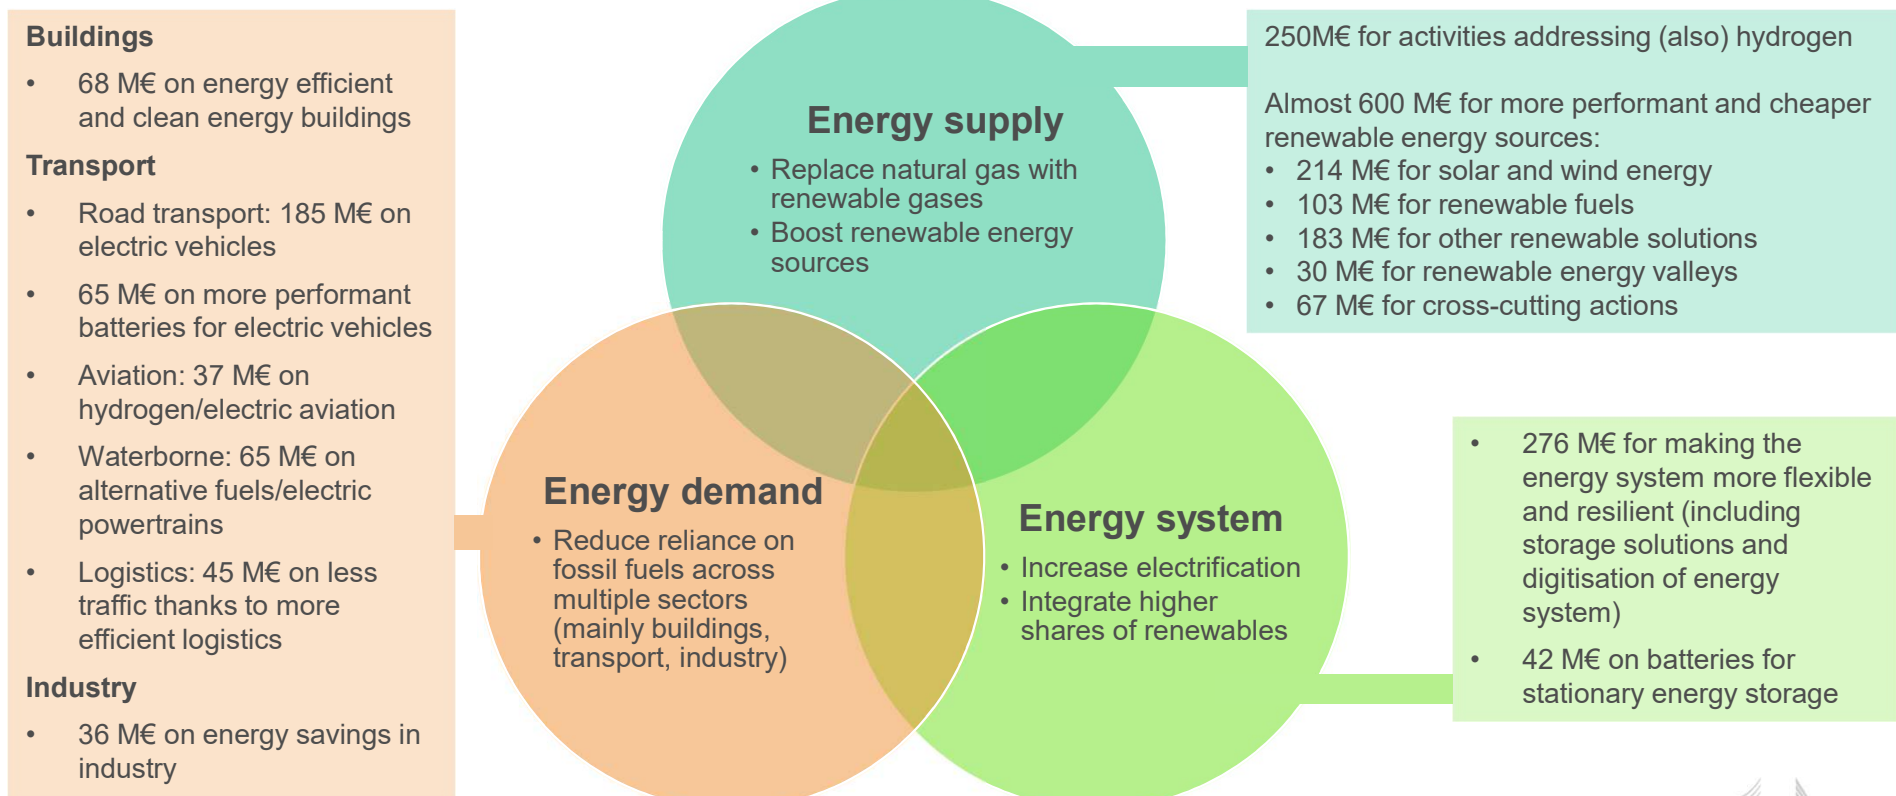 Buildings
• 68 M€ on energy efficient
and clean energy buildings
Transport
• Road transport: 185 M€ on
electric vehicles
• 65 M€ on more performant
batteries for electric vehicles
• Aviation: 37 M€ on
hydrogen/electric aviation
• Waterborne: 65 M€ on
alternative fuels/electric
powertrains
• Logistics: 45 M€ on less
traffic thanks to more
efficient logistics
Industry
• 36 M€ on energy savings in
industry
Energy supply
• Replace natural gas with
renewable gases
• Boost renewable energy
sources
Energy demand
• Reduce reliance on
fossil fuels across
multiple sectors
(mainly buildings,
transport, industry)
Energy system
• Increase electrification
• Integrate higher
shares of renewables
250M€ for activities addressing (also) hydrogen
Almost 600 M€ for more performant and cheaper
renewable energy sources:
• 214 M€ for solar and wind energy
• 103 M€ for renewable fuels
• 183 M€ for other renewable solutions
• 30 M€ for renewable energy valleys
• 67 M€ for cross-cutting actions
• 276 M€ for making the
energy system more flexible
and resilient (including
storage solutions and
digitisation of energy
system)
• 42 M€ on batteries for
stationary energy storage